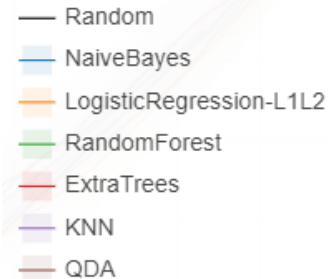 Random
NaiveBayes
LogisticRegression-L1L2
RandomForest
ExtraTrees
KNN
QDA